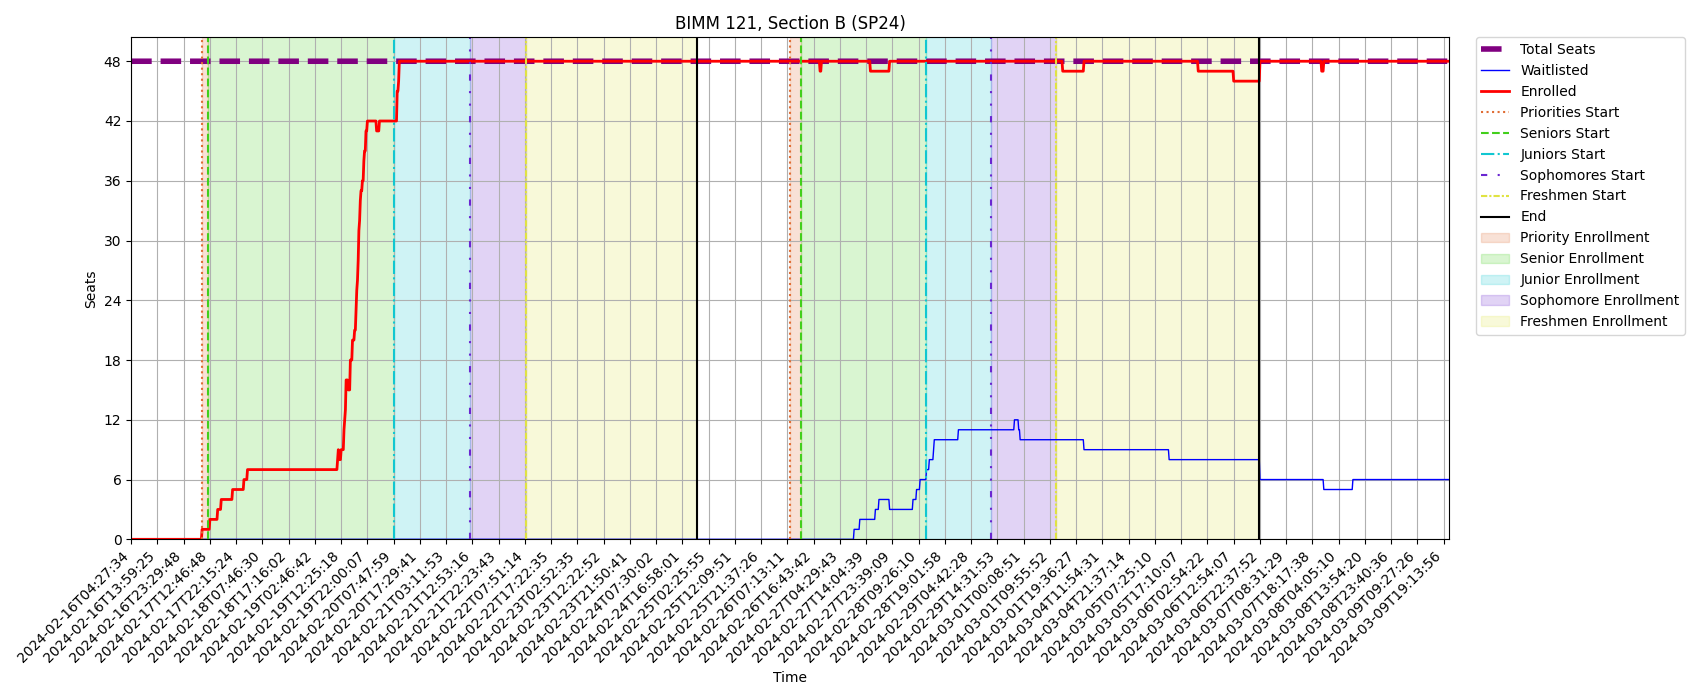 BIMM 121, Section B (SP24)
Seats
48
42
36
30
24
18
12
6
0
2024-02-16T04:27:34
2024-02-16T13:59:25
2024-02-16T23:29:48
2024-02-17T12:46:48
2024-02-17T22:15:24
2024-02-18T07:46:30
2024-02-18T17:16:02
2024-02-19T02:46:42
2024-02-19T12:25:18
2024-02-19T22:00:07
2024-02-20T07:47:59
2024-02-20T17:29:41
2024-02-21T03:11:53
2024-02-21T12:53:16
2024-02-21T22:23:43
2024-02-22T07:51:14
2024-02-22T17:22:35
2024-02-23T02:52:35
2024-02-23T12:22:52
2024-02-23T21:50:41
2024-02-24T07:30:02
2024-02-24T16:58:01
2024-02-25T02:25:55
2024-02-25T12:09:51
2024-02-25T21:37:26
2024-02-26T07:13:11
2024-02-26T16:43:42
2024-02-27T04:29:43
2024-02-27T14:04:39
2024-02-27T23:39:09
2024-02-28T09:26:10
2024-02-28T19:01:58
2024-02-29T04:42:28
2024-02-29T14:31:53
2024-03-01T00:08:51
2024-03-01T09:55:52
2024-03-01T19:36:27
2024-03-04T11:54:31
2024-03-04T21:37:14
2024-03-05T07:25:10
2024-03-05T17:10:07
2024-03-06T02:54:22
2024-03-06T12:54:07
2024-03-06T22:37:52
2024-03-07T08:31:29
2024-03-07T18:17:38
2024-03-08T04:05:10
2024-03-08T13:54:20
2024-03-08T23:40:36
2024-03-09T09:27:26
2024-03-09T19:13:56
Time
Total Seats
Waitlisted
Enrolled
Priorities Start
Seniors Start
Juniors Start
Sophomores Start
Freshmen Start
End
Priority Enrollment
Senior Enrollment
Junior Enrollment
Sophomore Enrollment
Freshmen Enrollment